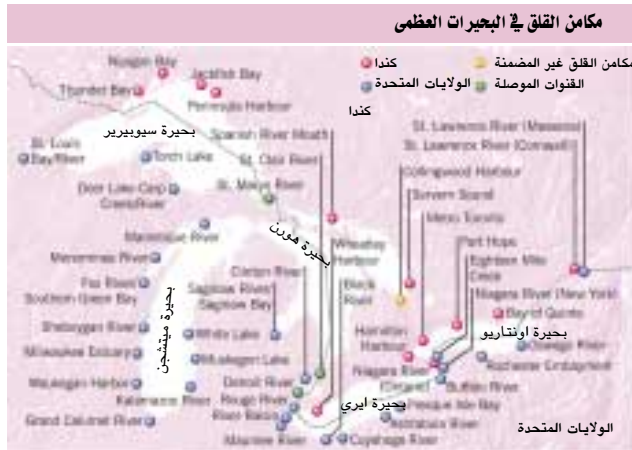 مكامن القلق في البحيرات العظمى
كندا
مكامن القلق غير المضمنة
الولايات المتحدة
القنوات الموصلة
كندا
Nipigon Bay
Jackfish Bay
Thunder Bay
Peninsula Harbour
بحيرة سيوبيرير
Spanish River Mouth
St. Lawrence River (Massena)
St. Lawrence River (Cornwall)
St. Louis
Bay/River
Torch Lake
St. Clair River
Collingwood Harbour
Deer Lake-Carp
Creek/River
St. Marys River
Severn Sound
Metro Toronto
Manistique River
بحيرة هورن
Wheatley
Harbour
Port Hope
Menominee River
Clinton River
Black
River
Eighteen Mile
Creek
Fox River
Southern Green Bay
Saginaw River/
Saginaw Bay
Niagara River (New York)
بحيرة ميتشجن
Bay of Quinte
Sheboygan River
White Lake
Hamilton
Harbour
بحيرة اونتاريو
Oswego River
Milwaukee Estuary
Muskegon Lake
Niagara River
(Ontario)
Rochester Embayment
Waukegan Harbor
Kalamazoo River
Detroit River
Rouge River
Buffalo River
بحيرة ايري
Presque Isle Bay
Grand Calumet River
River Raisin
Ashtabula River
Maumee River
Cuyahoga River
الولايات المتحدة